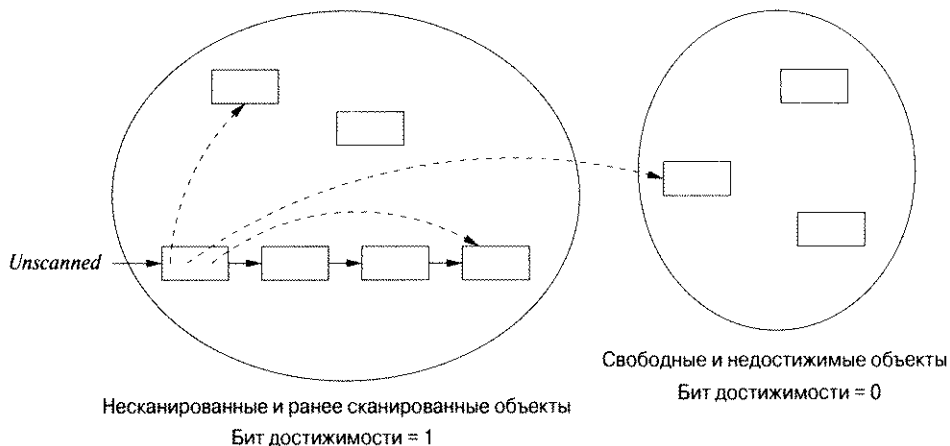 Unscanned
Свободные и недостижимые объекты
Бит достижимости = 0
Несканированные и ранее сканированные объекты
Бит достижимости = 1